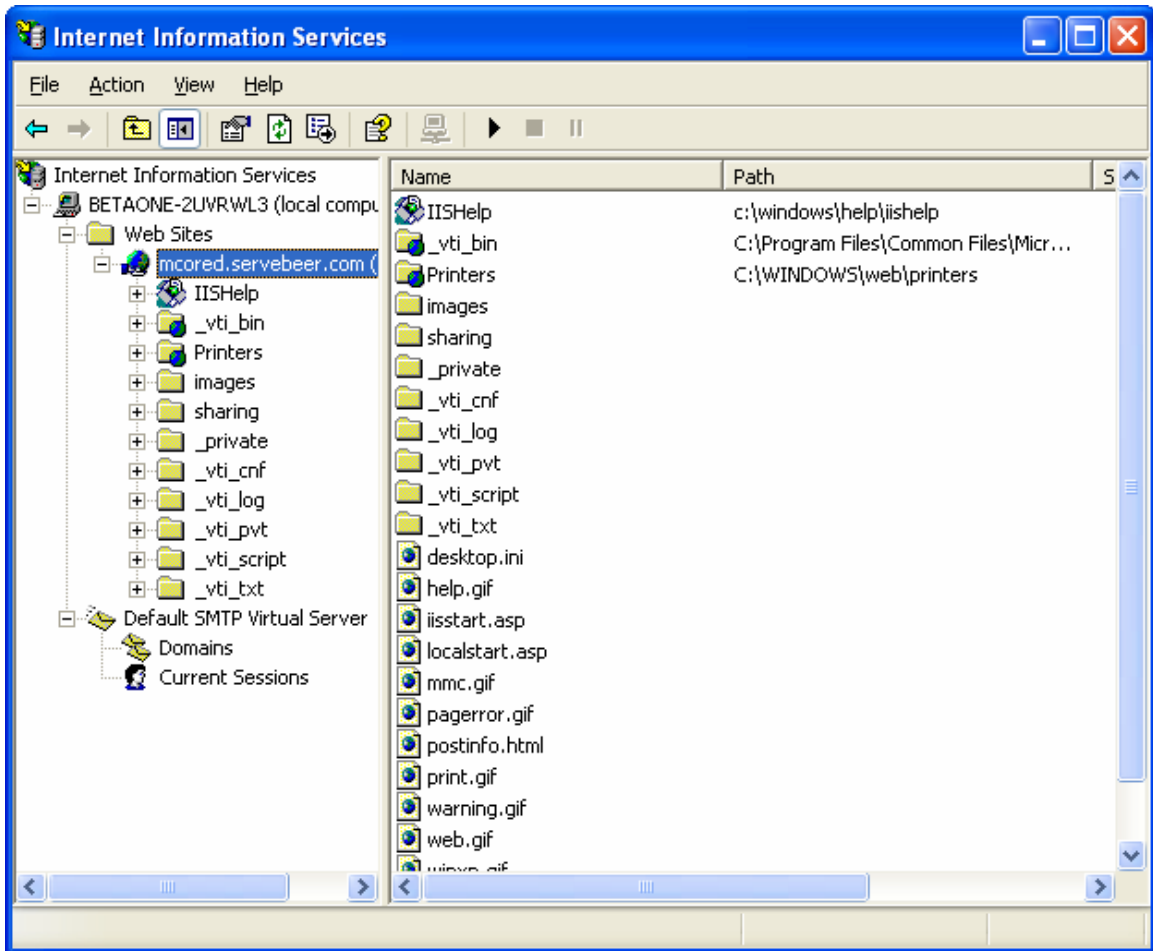 Internet Information Services
File Action View Help
Internet Information Services
BETAONE-2UVRWL3 (local compu
Web Sites
mcored.servebeer.com (
IISHelp
_vti_bin
Printers
images
sharing
_private
_vti_cnf
_vti_log
_vti_pvt
_vti_script
_vti_txt
Default SMTP Virtual Server
Domains
Current Sessions
Name Path S
IISHelp c:\windows\help\iishelp
_vti_bin C:\Program Files\Common Files\Micr...
Printers C:\WINDOWS\web\printers
images
sharing
_private
_vti_cnf
_vti_log
_vti_pvt
_vti_script
_vti_txt
desktop.ini
help.gif
iisstart.asp
localstart.asp
mmc.gif
pagerror.gif
postinfo.html
print.gif
warning.gif
web.gif